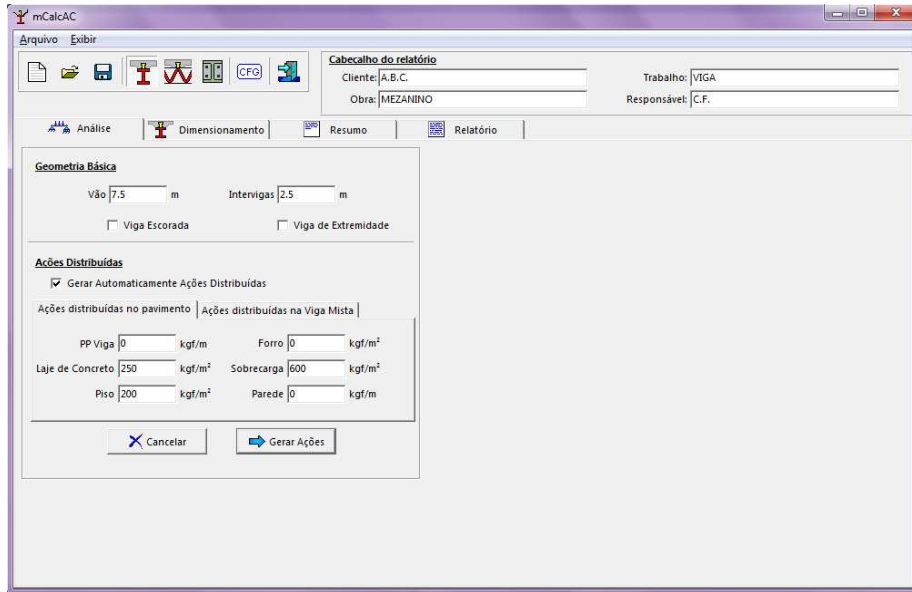 mCalcAC
Arquivo Exibir
CFG
Cabecalho do relatório
Cliente: A.B.C. Trabalho: VIGA
Obra: MEZANINO Responsável: C.F.
Análise Dimensionamento Resumo Relatório
Geometria Básica
Vão 7.5 m Intervigas 2.5 m
Viga Escorada Viga de Extremidade
Ações Distribuídas
Gerar Automaticamente Ações Distribuídas
Ações distribuídas no pavimento Ações distribuídas na Viga Mista
PP Viga 0 kgf/m Forro 0 kgf/m²
Laje de Concreto 250 kgf/m² Sobrecarga 600 kgf/m²
Piso 200 kgf/m² Parede 0 kgf/m
Cancelar Gerar Ações